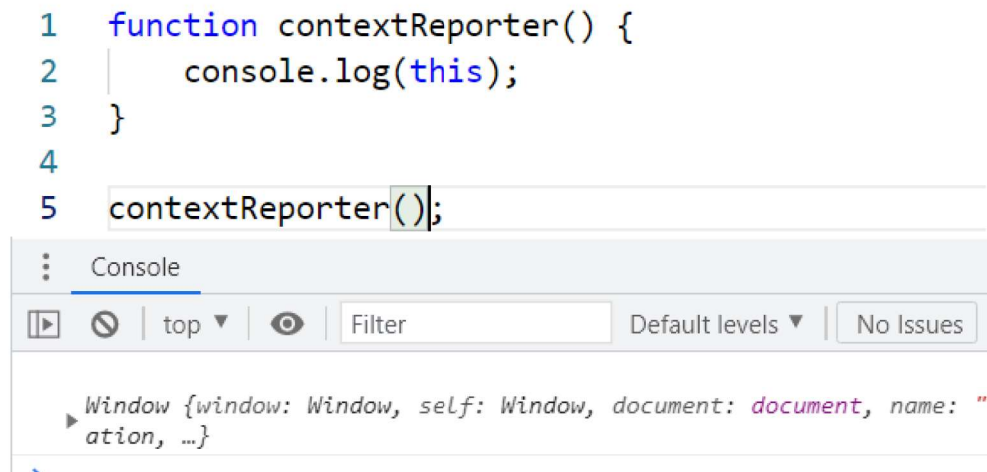 1 function contextReporter() {
2 console.log(this);
3 }
4
5 contextReporter();
Console
top ▼ Filter Default levels ▼ No Issues
Window {window: Window, self: Window, document: document, name: "
ation, …}